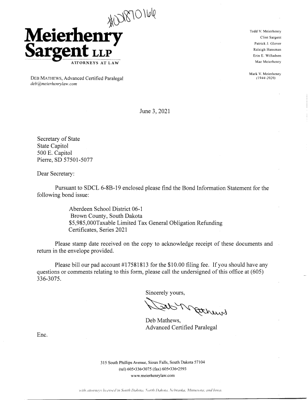 #00870166
Meierhenry
Sargent LLP
ATTORNEYS AT LAW
Todd V. Meierhenry
Clint Sargent
Patrick J. Glover
Raleigh Hansman
Erin E. Willadsen
Mae Meierhenry
Mark V. Meierhenry
(1944-2020)
DEB MATHEWS, Advanced Certified Paralegal
deb@meierhenrylaw.com
June 3, 2021
Secretary of State
State Capitol
500 E. Capitol
Pierre, SD 57501-5077
Dear Secretary:
Pursuant to SDCL 6-8B-19 enclosed please find the Bond Information Statement for the
following bond issue:
Aberdeen School District 06-1
Brown County, South Dakota
$5,985,000Taxable Limited Tax General Obligation Refunding
Certificates, Series 2021
Please stamp date received on the copy to acknowledge receipt of these documents and
return in the envelope provided.
Please bill our pad account #17581813 for the $10.00 filing fee. If you should have any
questions or comments relating to this form, please call the undersigned of this office at (605)
336-3075.
Sincerely yours,
Deb Mathews
Deb Mathews,
Advanced Certified Paralegal
Enc.
315 South Phillips Avenue, Sioux Falls, South Dakota 57104
(tel) 605•336•3075 (fax) 605•336•2593
www.meierhenrylaw.com
with attorneys licensed in South Dakota, North Dakota, Nebraska, Minnesota, and Iowa